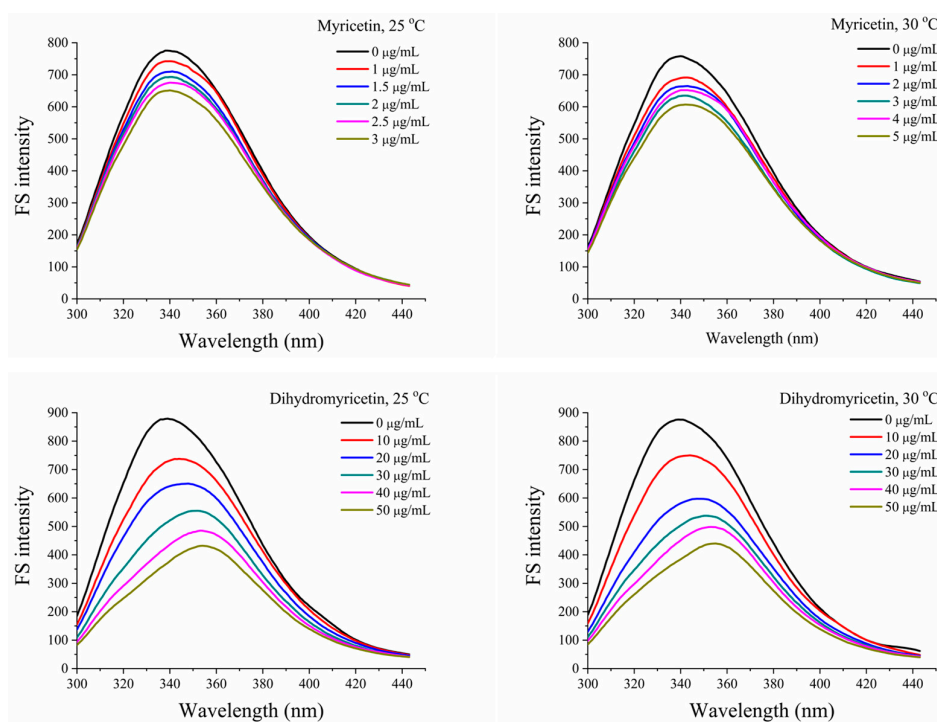 Myricetin, 25 °C
800
700
600
500
400
300
200
100
0
FS intensity
0 μg/mL
1 μg/mL
1.5 μg/mL
2 μg/mL
2.5 μg/mL
3 μg/mL
300 320 340 360 380 400 420 440
Wavelength (nm)
Myricetin, 30 °C
800
700
600
500
400
300
200
100
0
FS intensity
0 μg/mL
1 μg/mL
2 μg/mL
3 μg/mL
4 μg/mL
5 μg/mL
300 320 340 360 380 400 420 440
Wavelength (nm)
Dihydromyricetin, 25 °C
900
800
700
600
500
400
300
200
100
0
FS intensity
0 μg/mL
10 μg/mL
20 μg/mL
30 μg/mL
40 μg/mL
50 μg/mL
300 320 340 360 380 400 420 440
Wavelength (nm)
Dihydromyricetin, 30 °C
900
800
700
600
500
400
300
200
100
0
FS intensity
0 μg/mL
10 μg/mL
20 μg/mL
30 μg/mL
40 μg/mL
50 μg/mL
300 320 340 360 380 400 420 440
Wavelength (nm)